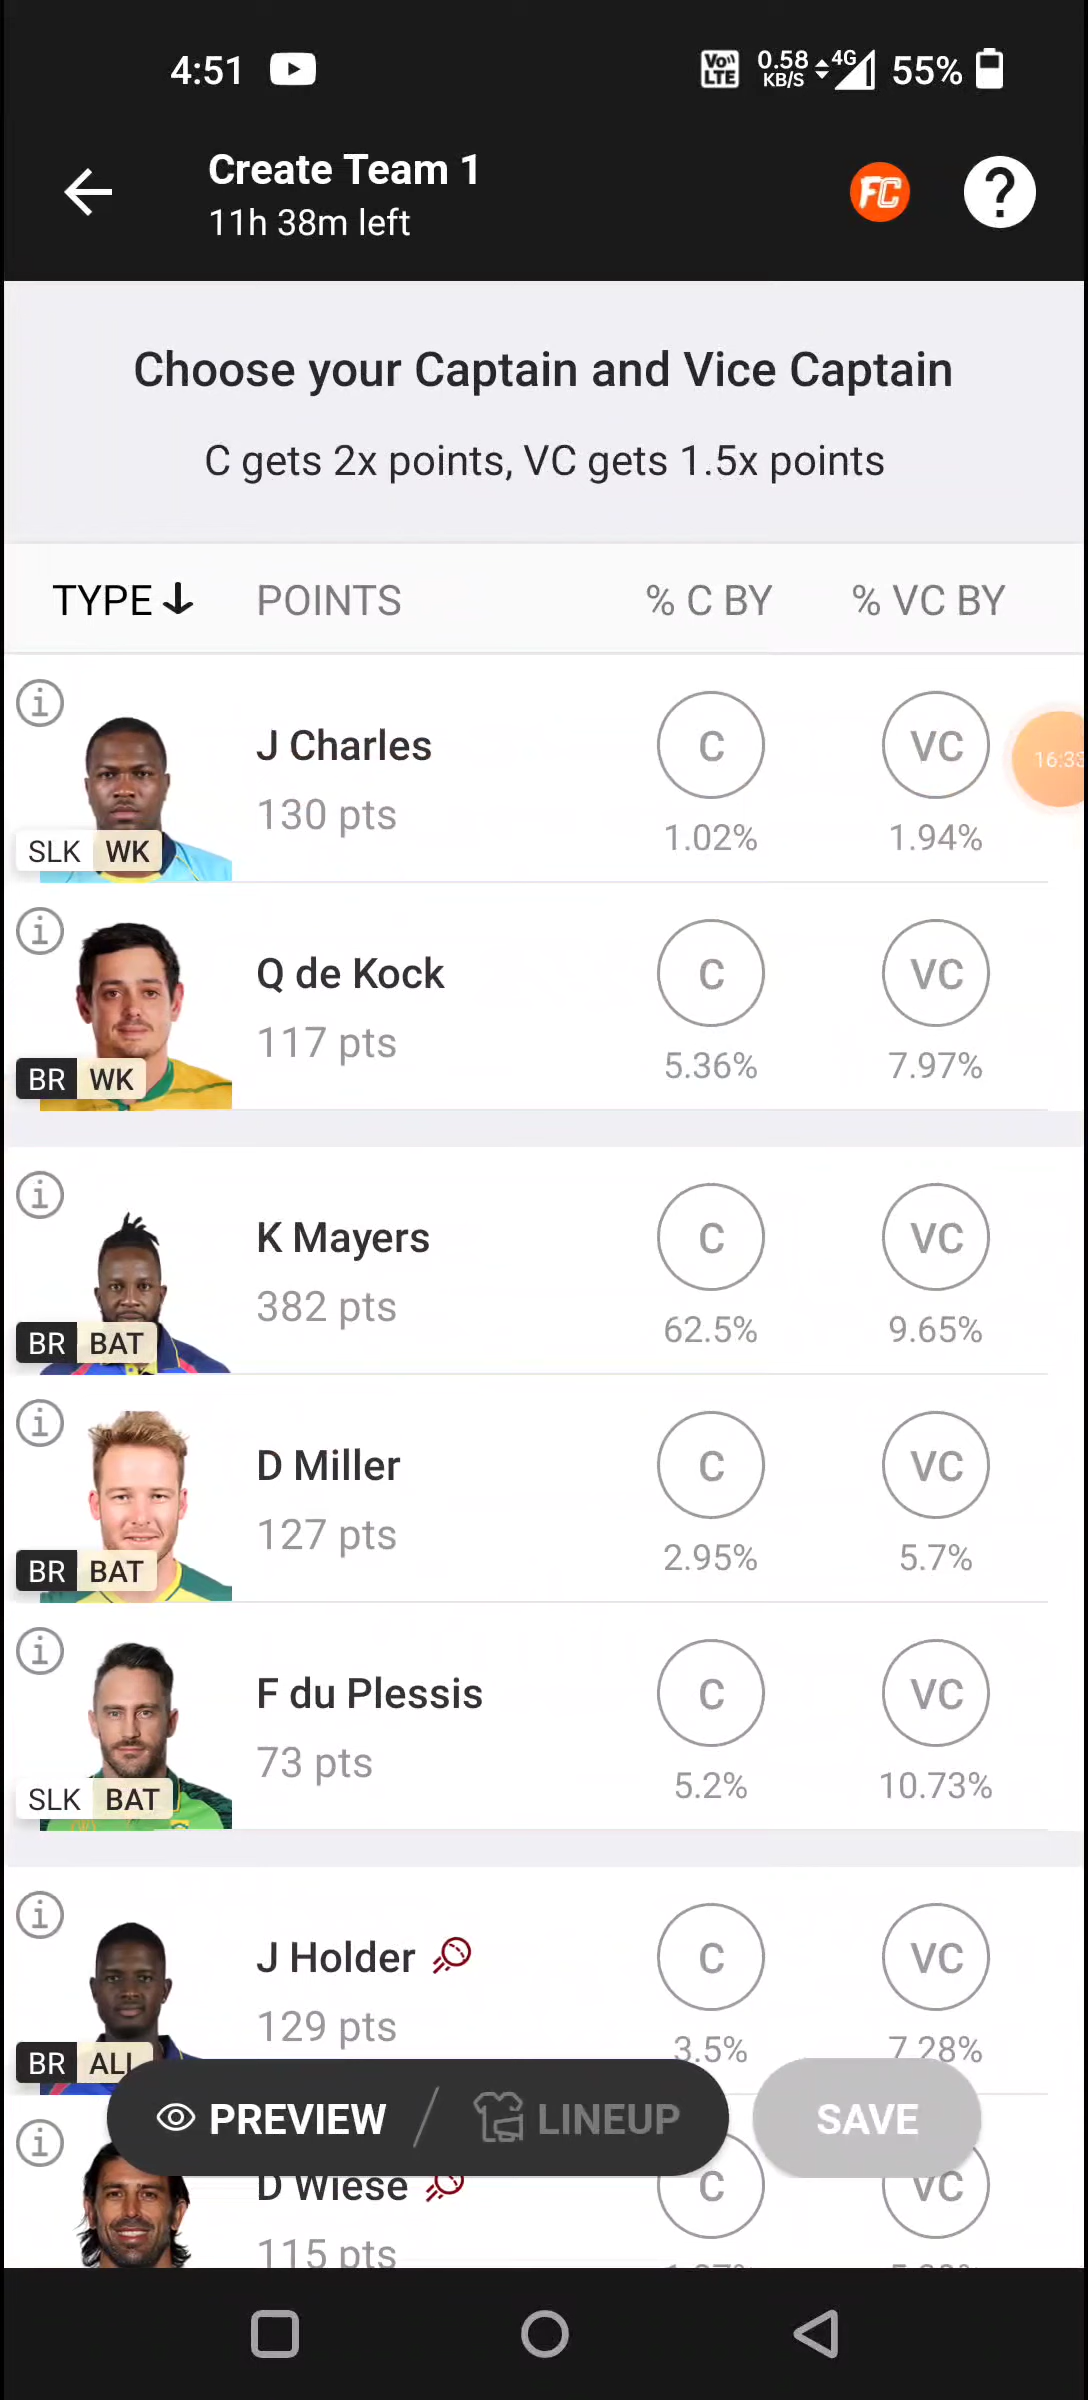 4:51
Vo)) LTE 0.58 KB/S 4G 55%
Create Team 1
11h 38m left
FC
?
Choose your Captain and Vice Captain
C gets 2x points, VC gets 1.5x points
TYPE POINTS % C BY % VC BY
J Charles
130 pts
SLK WK
C
1.02%
VC
1.94%
16:33
Q de Kock
117 pts
BR WK
C
5.36%
VC
7.97%
K Mayers
382 pts
BR BAT
C
62.5%
VC
9.65%
D Miller
127 pts
BR BAT
C
2.95%
VC
5.7%
F du Plessis
73 pts
SLK BAT
C
5.2%
VC
10.73%
J Holder
129 pts
BR ALL
C
3.5%
VC
7.28%
PREVIEW LINEUP SAVE
D Wiese
115 pts
C
VC